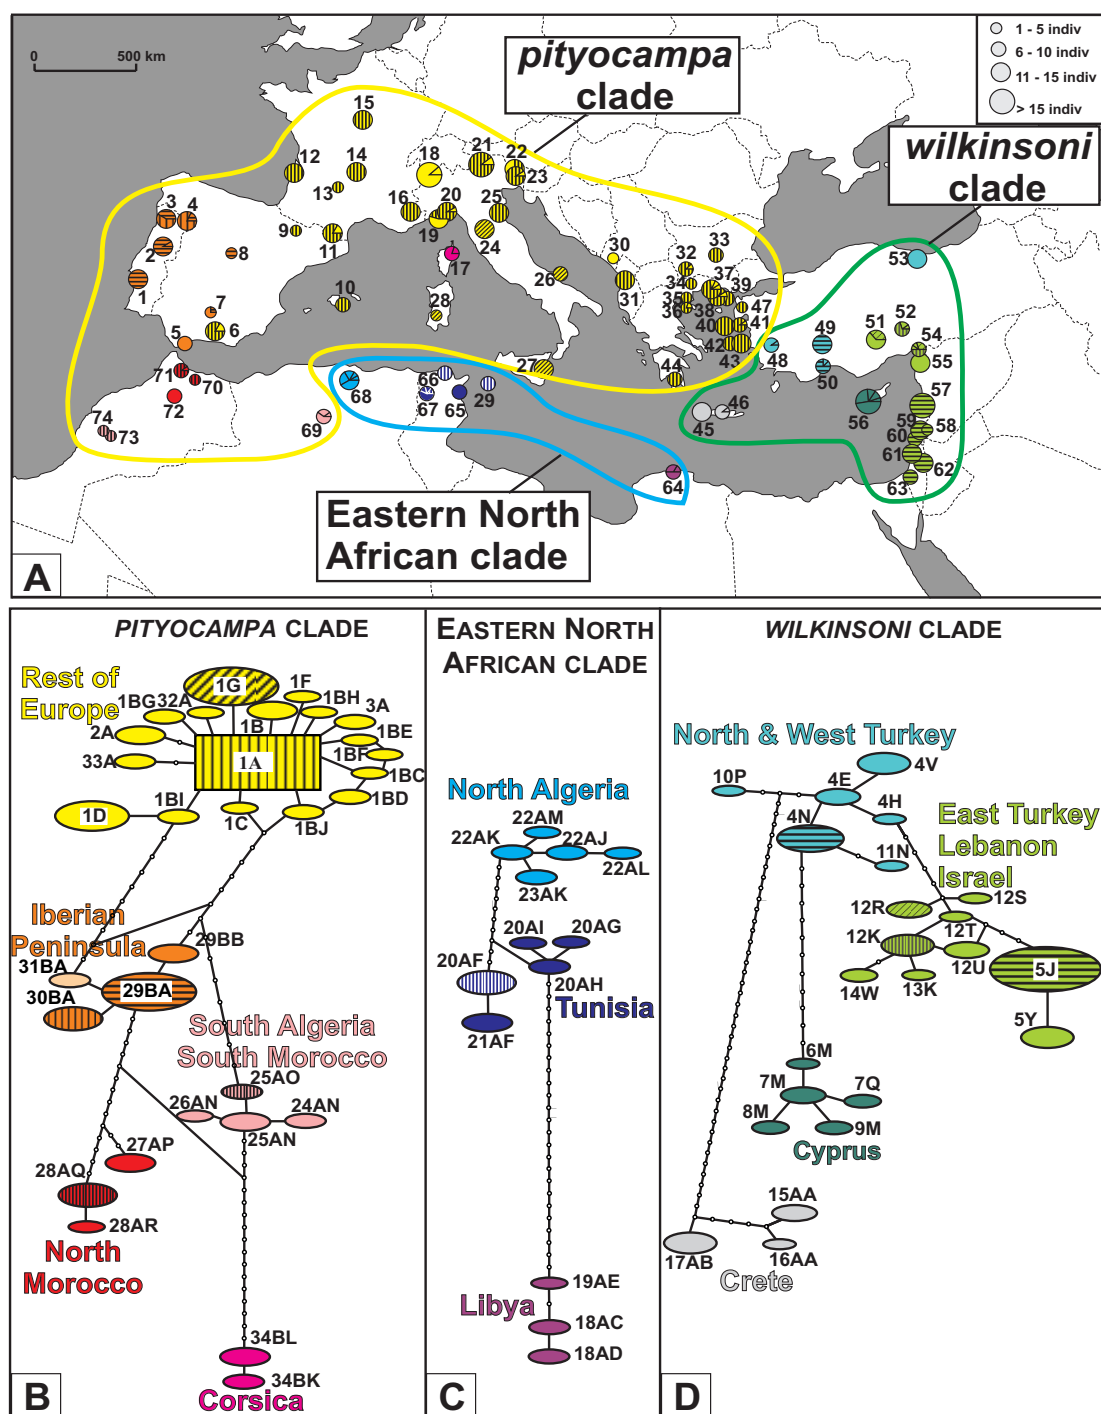 0 500 km
1 - 5 indiv
6 - 10 indiv
11 - 15 indiv
> 15 indiv
pityocampa
clade
wilkinsoni
clade
Eastern North
African clade
15
12
14
13
18
21
22
23
16
20
25
19
24
9
11
17
3
4
2
8
1
7
5
6
10
28
26
27
30
31
32
33
34
35
36
37
38
39
47
40
41
42
43
44
45
46
48
49
50
51
52
53
54
55
56
57
58
59
60
61
62
63
64
65
66
67
29
68
69
70
71
72
73
74
A
PITYOCAMPA CLADE
Rest of
Europe
1G
1F
1BG
32A
1B
1BH
3A
2A
1BE
33A
1A
1BF
1BC
1BD
1D
1BI
1C
1BJ
Iberian
Peninsula
29BB
31BA
30BA
29BA
South Algeria
South Morocco
25AO
26AN
24AN
25AN
27AP
28AQ
28AR
North
Morocco
34BL
34BK
Corsica
B
EASTERN NORTH
AFRICAN CLADE
North Algeria
22AM
22AK
22AJ
22AL
23AK
20AI
20AG
20AF
20AH
Tunisia
21AF
19AE
Libya
18AC
18AD
C
WILKINSONI CLADE
North & West Turkey
10P
4E
4V
4N
4H
11N
East Turkey
Lebanon
Israel
12S
12R
12T
12K
12U
14W
13K
5J
5Y
6M
7M
7Q
8M
9M
Cyprus
15AA
17AB
16AA
Crete
D